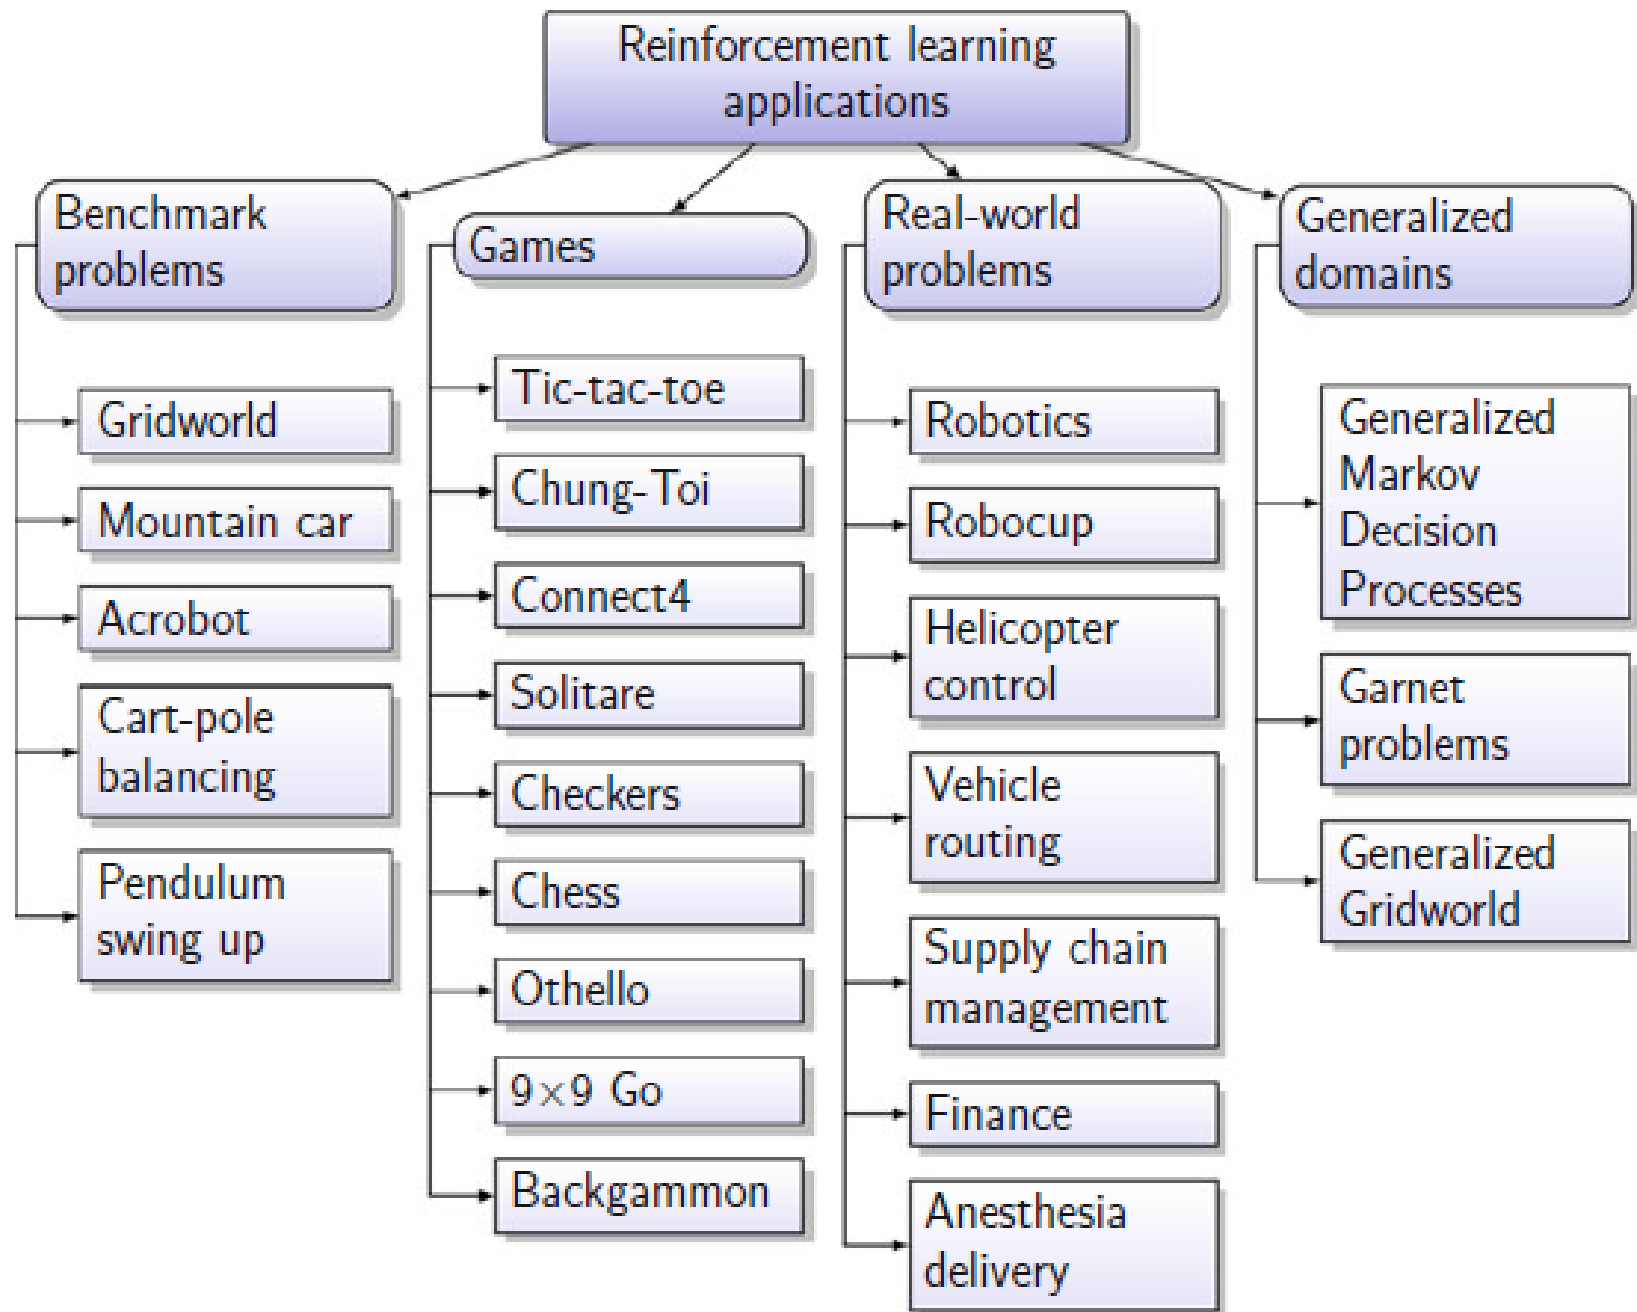 Reinforcement learning
applications
Benchmark
problems
Gridworld
Mountain car
Acrobot
Cart-pole
balancing
Pendulum
swing up
Games
Tic-tac-toe
Chung-Toi
Connect4
Solitare
Checkers
Chess
Othello
9×9 Go
Backgammon
Real-world
problems
Robotics
Robocup
Helicopter
control
Vehicle
routing
Supply chain
management
Finance
Anesthesia
delivery
Generalized
domains
Generalized
Markov
Decision
Processes
Garnet
problems
Generalized
Gridworld